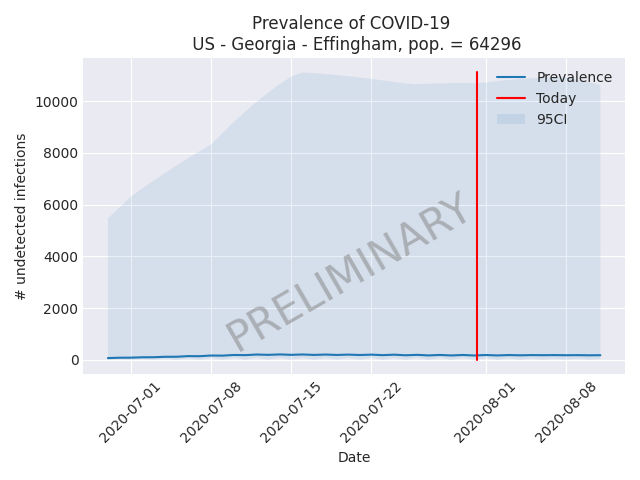 Prevalence of COVID-19
US - Georgia - Effingham, pop. = 64296
Prevalence
Today
95CI
10000
8000
6000
4000
2000
0
# undetected infections
PRELIMINARY
2020-07-01
2020-07-08
2020-07-15
2020-07-22
2020-08-01
2020-08-08
Date